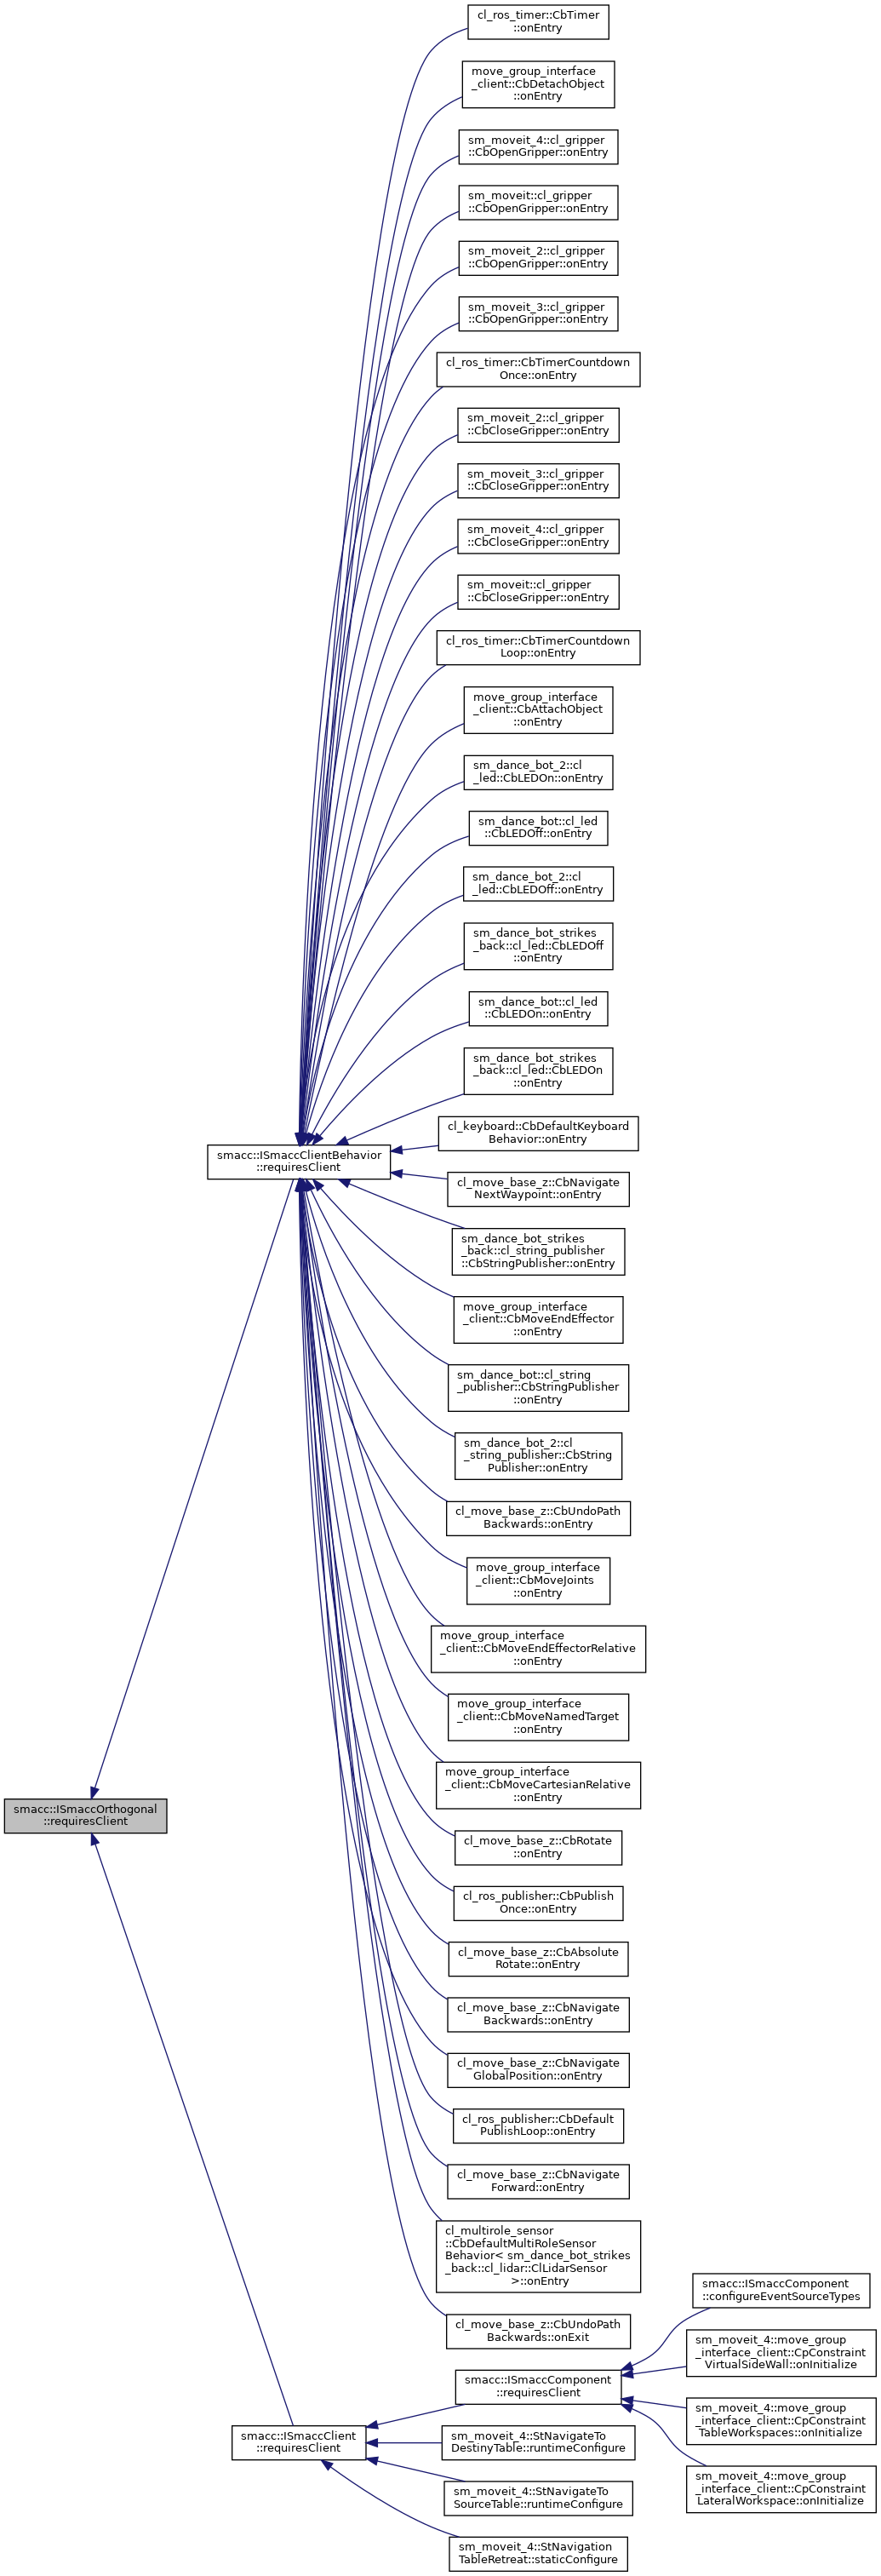 cl_ros_timer::CbTimer
::onEntry
move_group_interface
_client::CbDetachObject
::onEntry
sm_moveit_4::cl_gripper
::CbOpenGripper::onEntry
sm_moveit::cl_gripper
::CbOpenGripper::onEntry
sm_moveit_2::cl_gripper
::CbOpenGripper::onEntry
sm_moveit_3::cl_gripper
::CbOpenGripper::onEntry
cl_ros_timer::CbTimerCountdown
Once::onEntry
sm_moveit_2::cl_gripper
::CbCloseGripper::onEntry
sm_moveit_3::cl_gripper
::CbCloseGripper::onEntry
sm_moveit_4::cl_gripper
::CbCloseGripper::onEntry
sm_moveit::cl_gripper
::CbCloseGripper::onEntry
cl_ros_timer::CbTimerCountdown
Loop::onEntry
move_group_interface
_client::CbAttachObject
::onEntry
sm_dance_bot_2::cl
_led::CbLEDOn::onEntry
sm_dance_bot::cl_led
::CbLEDOff::onEntry
sm_dance_bot_2::cl
_led::CbLEDOff::onEntry
sm_dance_bot_strikes
_back::cl_led::CbLEDOff
::onEntry
sm_dance_bot::cl_led
::CbLEDOn::onEntry
sm_dance_bot_strikes
_back::cl_led::CbLEDOn
::onEntry
cl_keyboard::CbDefaultKeyboard
Behavior::onEntry
smacc::ISmaccClientBehavior
::requiresClient
cl_move_base_z::CbNavigate
NextWaypoint::onEntry
sm_dance_bot_strikes
_back::cl_string_publisher
::CbStringPublisher::onEntry
move_group_interface
_client::CbMoveEndEffector
::onEntry
sm_dance_bot::cl_string
_publisher::CbStringPublisher
::onEntry
sm_dance_bot_2::cl
_string_publisher::CbString
Publisher::onEntry
cl_move_base_z::CbUndoPath
Backwards::onEntry
move_group_interface
_client::CbMoveJoints
::onEntry
move_group_interface
_client::CbMoveEndEffectorRelative
::onEntry
move_group_interface
_client::CbMoveNamedTarget
::onEntry
move_group_interface
_client::CbMoveCartesianRelative
::onEntry
smacc::ISmaccOrthogonal
::requiresClient
cl_move_base_z::CbRotate
::onEntry
cl_ros_publisher::CbPublish
Once::onEntry
cl_move_base_z::CbAbsolute
Rotate::onEntry
cl_move_base_z::CbNavigate
Backwards::onEntry
cl_move_base_z::CbNavigate
GlobalPosition::onEntry
cl_ros_publisher::CbDefault
PublishLoop::onEntry
cl_move_base_z::CbNavigate
Forward::onEntry
cl_multirole_sensor
::CbDefaultMultiRoleSensor
Behavior< sm_dance_bot_strikes
_back::cl_lidar::ClLidarSensor
>::onEntry
cl_move_base_z::CbUndoPath
Backwards::onExit
smacc::ISmaccComponent
::configureEventSourceTypes
sm_moveit_4::move_group
_interface_client::CpConstraint
VirtualSideWall::onInitialize
smacc::ISmaccComponent
::requiresClient
sm_moveit_4::move_group
_interface_client::CpConstraint
TableWorkspaces::onInitialize
smacc::ISmaccClient
::requiresClient
sm_moveit_4::StNavigateTo
DestinyTable::runtimeConfigure
sm_moveit_4::move_group
_interface_client::CpConstraint
LateralWorkspace::onInitialize
sm_moveit_4::StNavigateTo
SourceTable::runtimeConfigure
sm_moveit_4::StNavigation
TableRetreat::staticConfigure